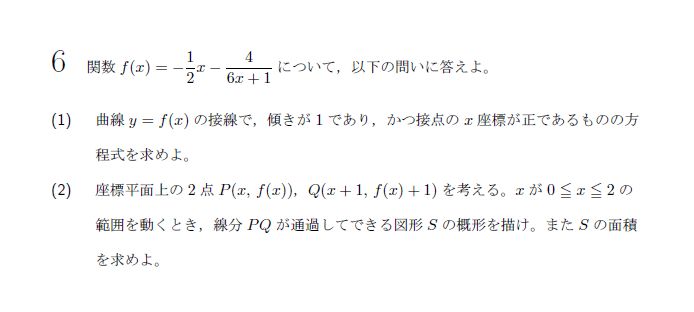 6 関数 f(x) = −1/2 x − 4/(6x + 1) について，以下の問いに答えよ。
(1) 曲線 y = f(x) の接線で，傾きが 1 であり，かつ接点の x 座標が正であるものの方
程式を求めよ。
(2) 座標平面上の 2 点 P(x, f(x))，Q(x + 1, f(x) + 1) を考える。x が 0 ≦ x ≦ 2 の
範囲を動くとき，線分 PQ が通過してできる図形 S の概形を描け。また S の面積
を求めよ。